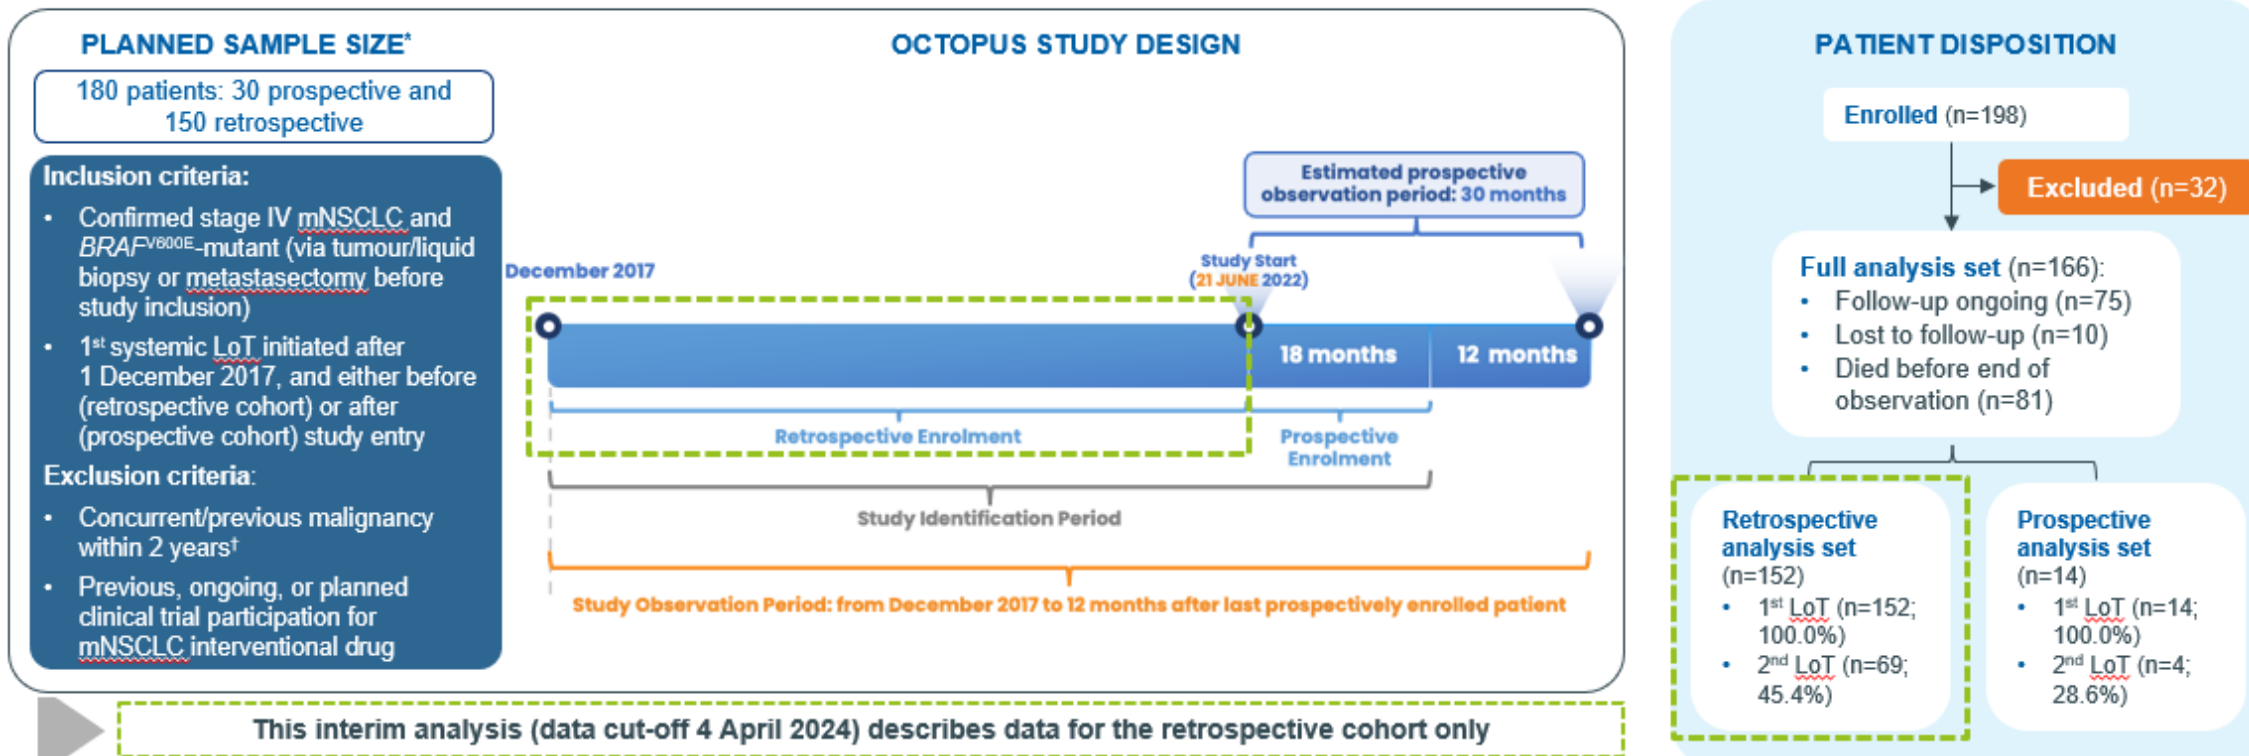 PLANNED SAMPLE SIZE*
180 patients: 30 prospective and
150 retrospective
Inclusion criteria:
• Confirmed stage IV mNSCLC and
BRAFV600E-mutant (via tumour/liquid
biopsy or metastasectomy before
study inclusion)
• 1st systemic LoT initiated after
1 December 2017, and either before
(retrospective cohort) or after
(prospective cohort) study entry
Exclusion criteria:
• Concurrent/previous malignancy
within 2 years†
• Previous, ongoing, or planned
clinical trial participation for
mNSCLC interventional drug
OCTOPUS STUDY DESIGN
Estimated prospective
observation period: 30 months
December 2017
Study Start
(21 JUNE 2022)
18 months
12 months
Retrospective Enrolment
Prospective
Enrolment
Study Identification Period
Study Observation Period: from December 2017 to 12 months after last prospectively enrolled patient
This interim analysis (data cut-off 4 April 2024) describes data for the retrospective cohort only
PATIENT DISPOSITION
Enrolled (n=198)
Excluded (n=32)
Full analysis set (n=166):
• Follow-up ongoing (n=75)
• Lost to follow-up (n=10)
• Died before end of
observation (n=81)
Retrospective
analysis set
(n=152)
• 1st LoT (n=152;
100.0%)
• 2nd LoT (n=69;
45.4%)
Prospective
analysis set
(n=14)
• 1st LoT (n=14;
100.0%)
• 2nd LoT (n=4;
28.6%)